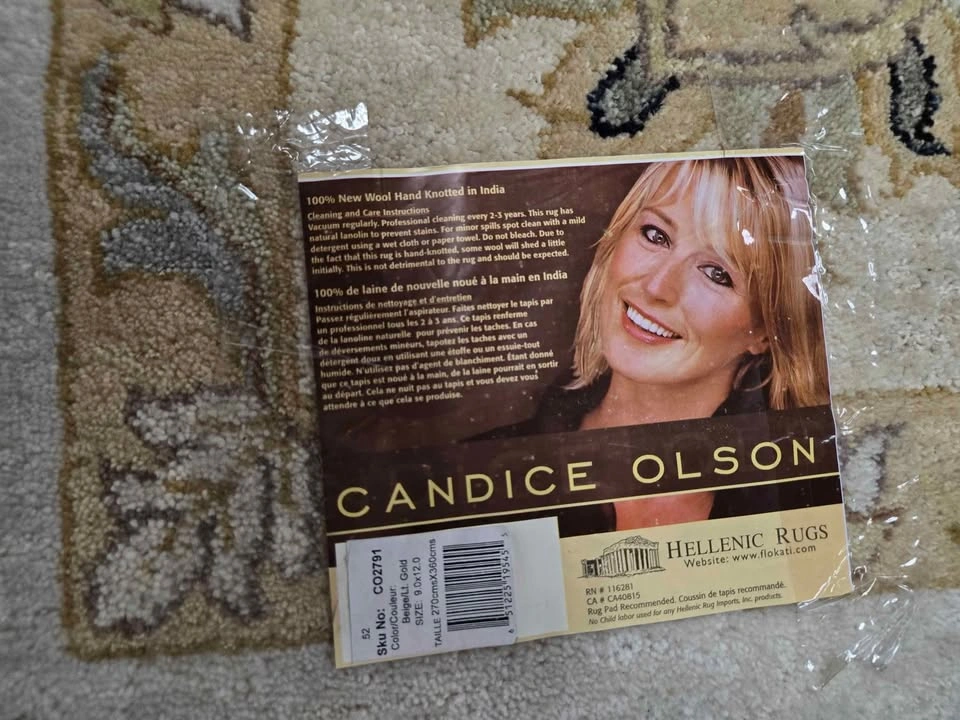 100% New Wool Hand Knotted in India
Cleaning and Care Instructions
Vacuum regularly. Professional cleaning every 2-3 years. This rug has
natural lanolin to prevent stains. For minor spills spot clean with a mild
detergent using a wet cloth or paper towel. Do not bleach. Due to
the fact that this rug is hand-knotted, some wool will shed a little
initially. This is not detrimental to the rug and should be expected.
100% de laine de nouvelle noué à la main en India
Instructions de nettoyage et d'entretien
Passez régulièrement l'aspirateur. Faites nettoyer le tapis par
un professionnel tous les 2 à 3 ans. Ce tapis renferme
de la lanoline naturelle pour prévenir les taches. En cas
de déversements mineurs, tapotez les taches avec un
détergent doux en utilisant une étoffe ou un essuie-tout
humide. N'utilisez pas d'agent de blanchiment. Étant donné
que ce tapis est noué à la main, de la laine pourrait en sortir
au départ. Cela ne nuit pas au tapis et vous devez vous
attendre à ce que cela se produise.
CANDICE OLSON
52
Sku No: CO2791
Color/Couleur:
Beige/Lt. Gold
SIZE: 9.0x12.0
TAILLE 270cmsX360cms
6 51225 19545 5
HELLENIC RUGS
Website: www.flokati.com
RN # 116281
CA # CA40815
Rug Pad Recommended. Coussin de tapis recommandé.
No Child labor used for any Hellenic Rug Imports, Inc. products.